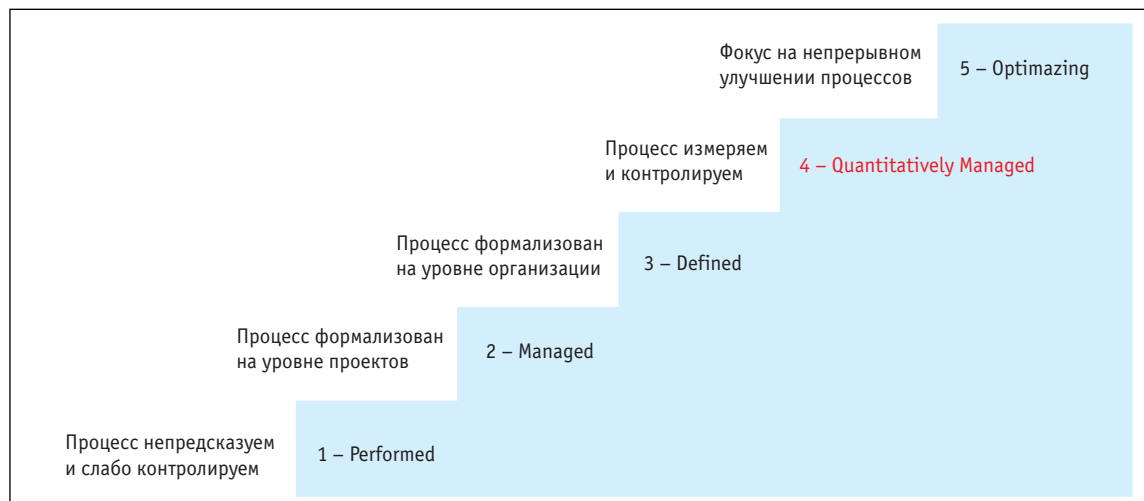 Фокус на непрерывном
улучшении процессов
5 – Optimazing
Процесс измеряем
и контролируем
4 – Quantitatively Managed
Процесс формализован
на уровне организации
3 – Defined
Процесс формализован
на уровне проектов
2 – Managed
Процесс непредсказуем
и слабо контролируем
1 – Performed